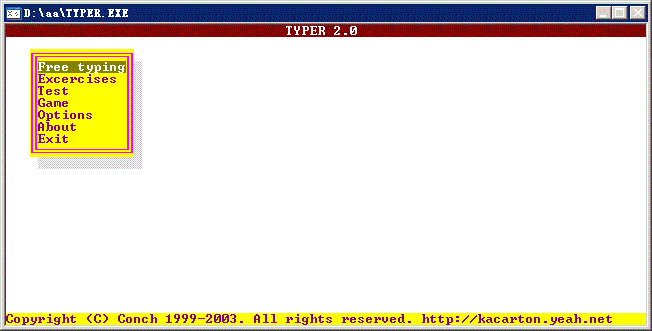 D:\aa\TYPER.EXE
TYPER 2.0
Free typing
Excercises
Test
Game
Options
About
Exit
Copyright (C) Conch 1999-2003. All rights reserved. http://kacarton.yeah.net